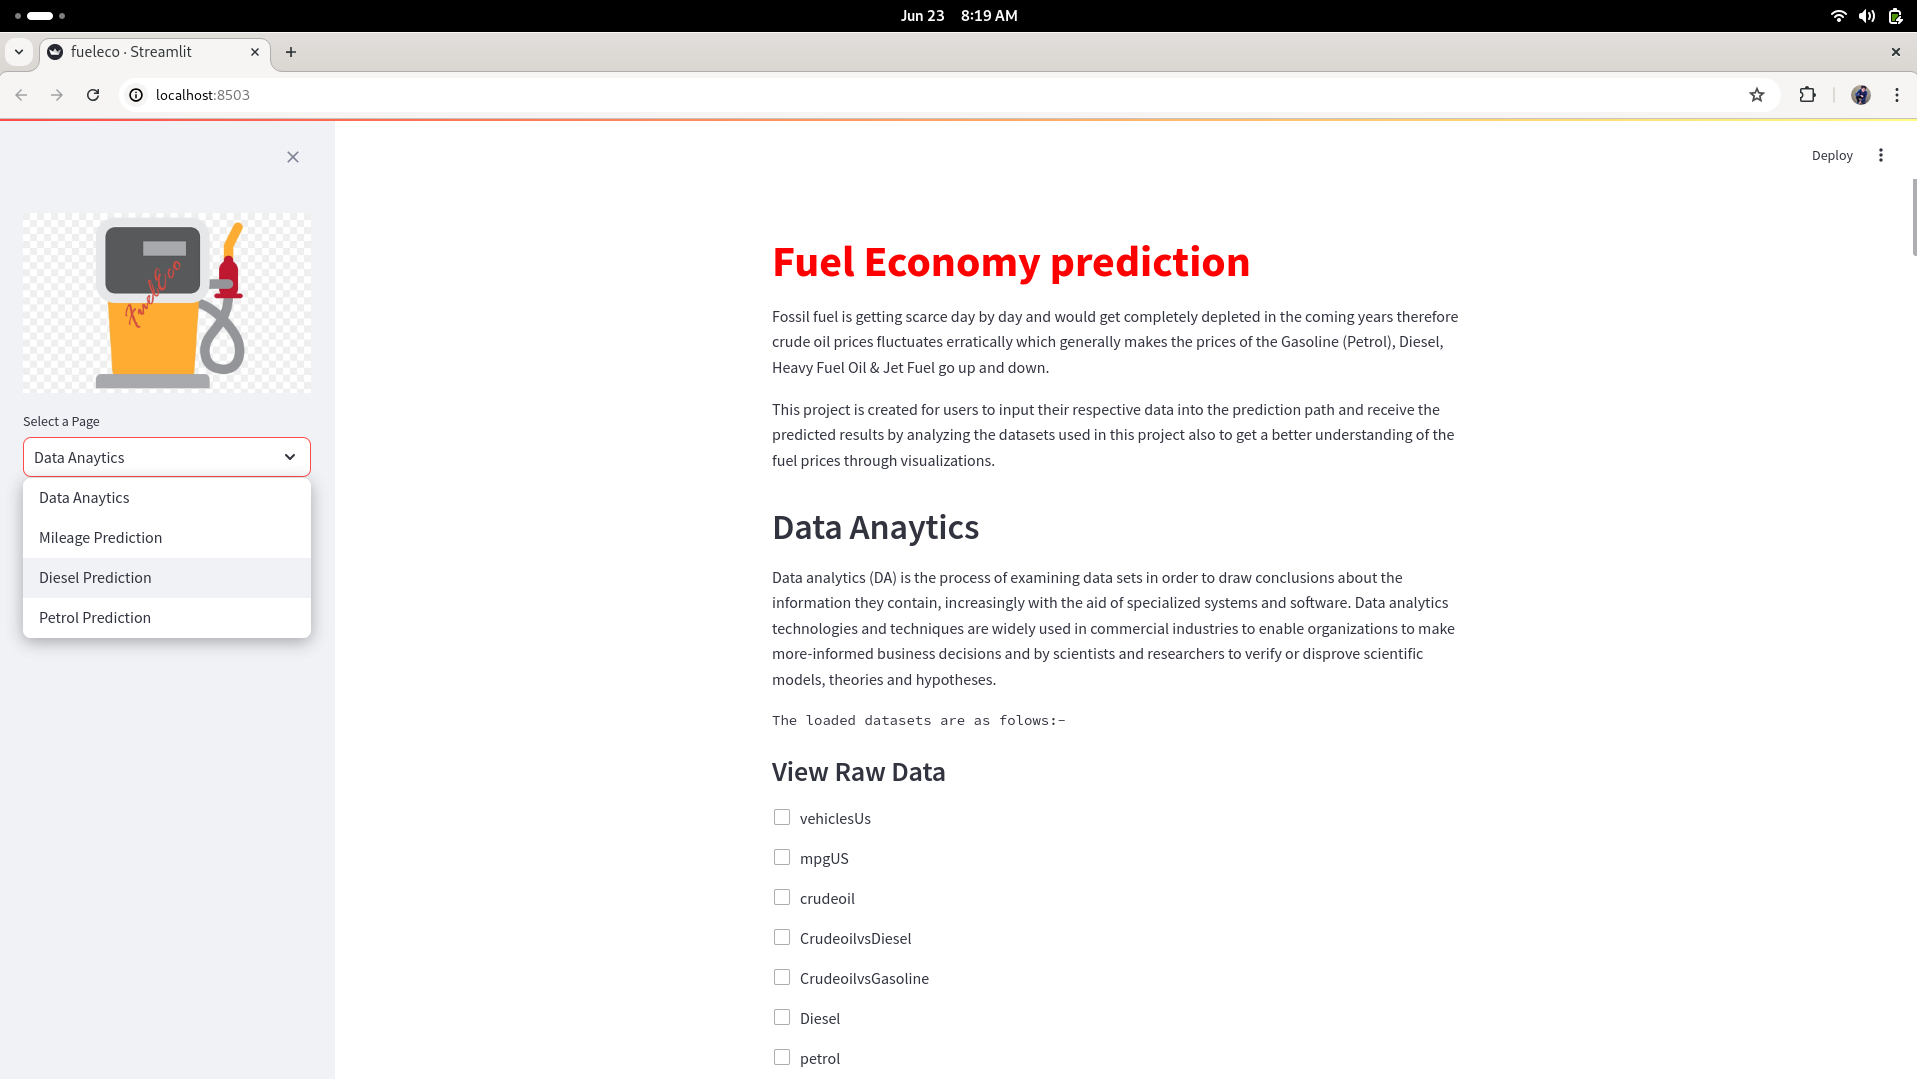 Jun 23 8:19 AM
fueleco · Streamlit
localhost:8503
Deploy
FuelEco
Select a Page
Data Anaytics
Data Anaytics
Mileage Prediction
Diesel Prediction
Petrol Prediction
Fuel Economy prediction
Fossil fuel is getting scarce day by day and would get completely depleted in the coming years therefore
crude oil prices fluctuates erratically which generally makes the prices of the Gasoline (Petrol), Diesel,
Heavy Fuel Oil & Jet Fuel go up and down.
This project is created for users to input their respective data into the prediction path and receive the
predicted results by analyzing the datasets used in this project also to get a better understanding of the
fuel prices through visualizations.
Data Anaytics
Data analytics (DA) is the process of examining data sets in order to draw conclusions about the
information they contain, increasingly with the aid of specialized systems and software. Data analytics
technologies and techniques are widely used in commercial industries to enable organizations to make
more-informed business decisions and by scientists and researchers to verify or disprove scientific
models, theories and hypotheses.
The loaded datasets are as folows:-
View Raw Data
vehiclesUs
mpgUS
crudeoil
CrudeoilvsDiesel
CrudeoilvsGasoline
Diesel
petrol